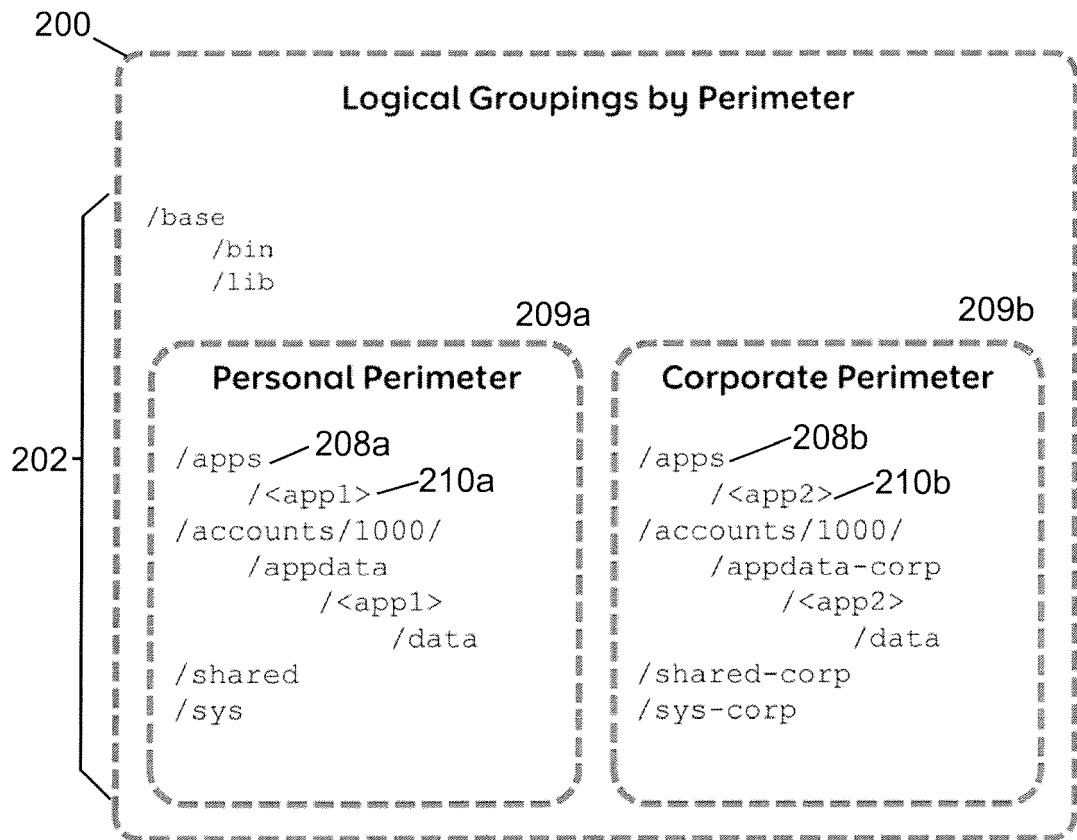 200
Logical Groupings by Perimeter
/base
/bin
/lib
202
209a
Personal Perimeter
/apps 208a
/<app1> 210a
/accounts/1000/
/appdata
/<app1>
/data
/shared
/sys
209b
Corporate Perimeter
/apps 208b
/<app2> 210b
/accounts/1000/
/appdata-corp
/<app2>
/data
/shared-corp
/sys-corp